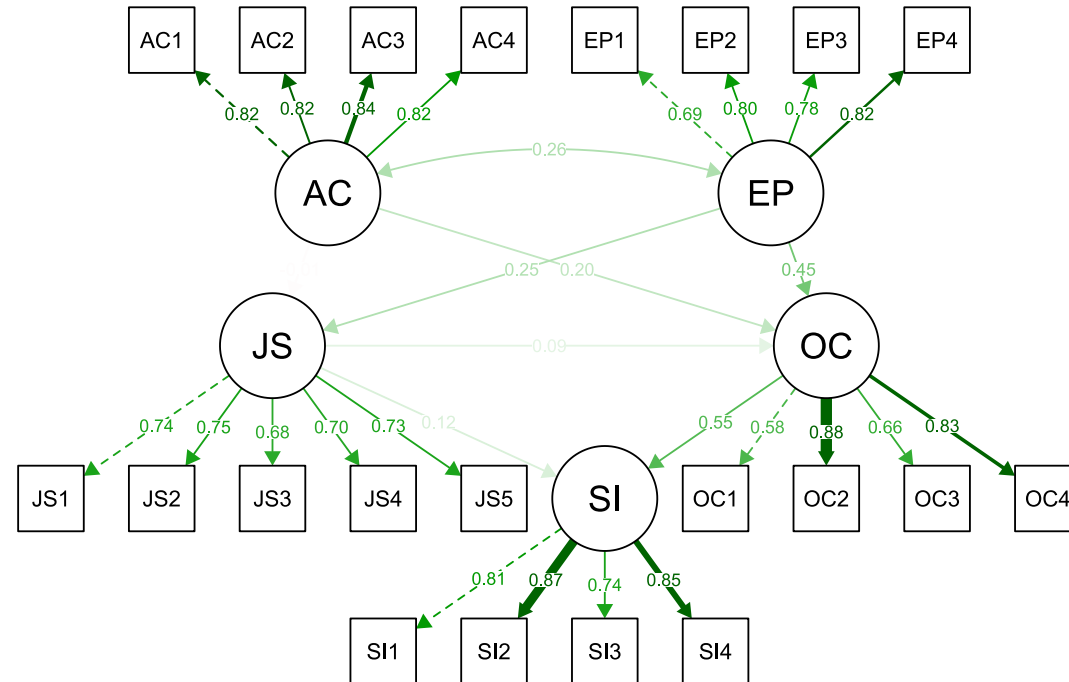 AC1 AC2 AC3 AC4 EP1 EP2 EP3 EP4
0.82 0.82 0.84 0.82 0.69 0.80 0.78 0.82
0.26
AC EP
0.25 0.20 0.45
JS OC
0.09
0.74 0.75 0.68 0.70 0.73 0.12 0.55 0.58 0.88 0.66 0.83
JS1 JS2 JS3 JS4 JS5 SI OC1 OC2 OC3 OC4
0.81 0.87 0.74 0.85
SI1 SI2 SI3 SI4